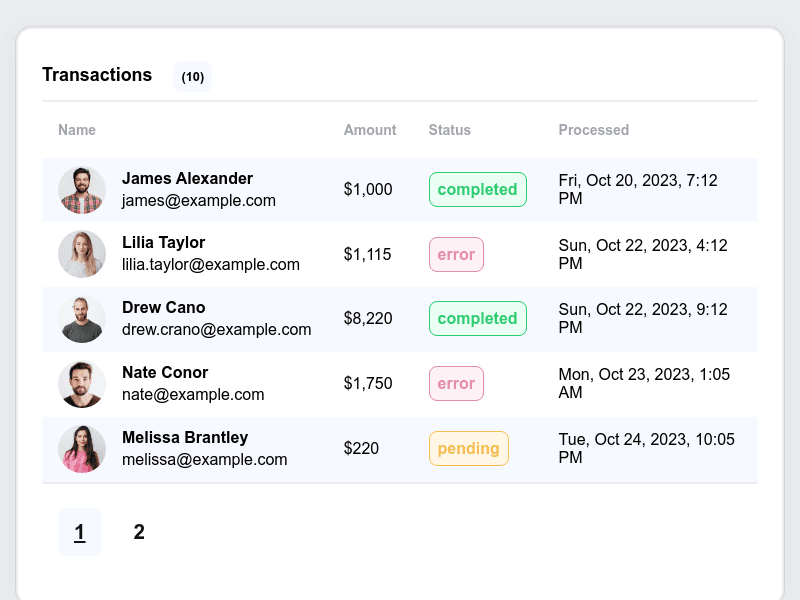 Transactions (10)
Name Amount Status Processed
James Alexander
james@example.com
$1,000
completed
Fri, Oct 20, 2023, 7:12
PM
Lilia Taylor
lilia.taylor@example.com
$1,115
error
Sun, Oct 22, 2023, 4:12
PM
Drew Cano
drew.crano@example.com
$8,220
completed
Sun, Oct 22, 2023, 9:12
PM
Nate Conor
nate@example.com
$1,750
error
Mon, Oct 23, 2023, 1:05
AM
Melissa Brantley
melissa@example.com
$220
pending
Tue, Oct 24, 2023, 10:05
PM
1 2